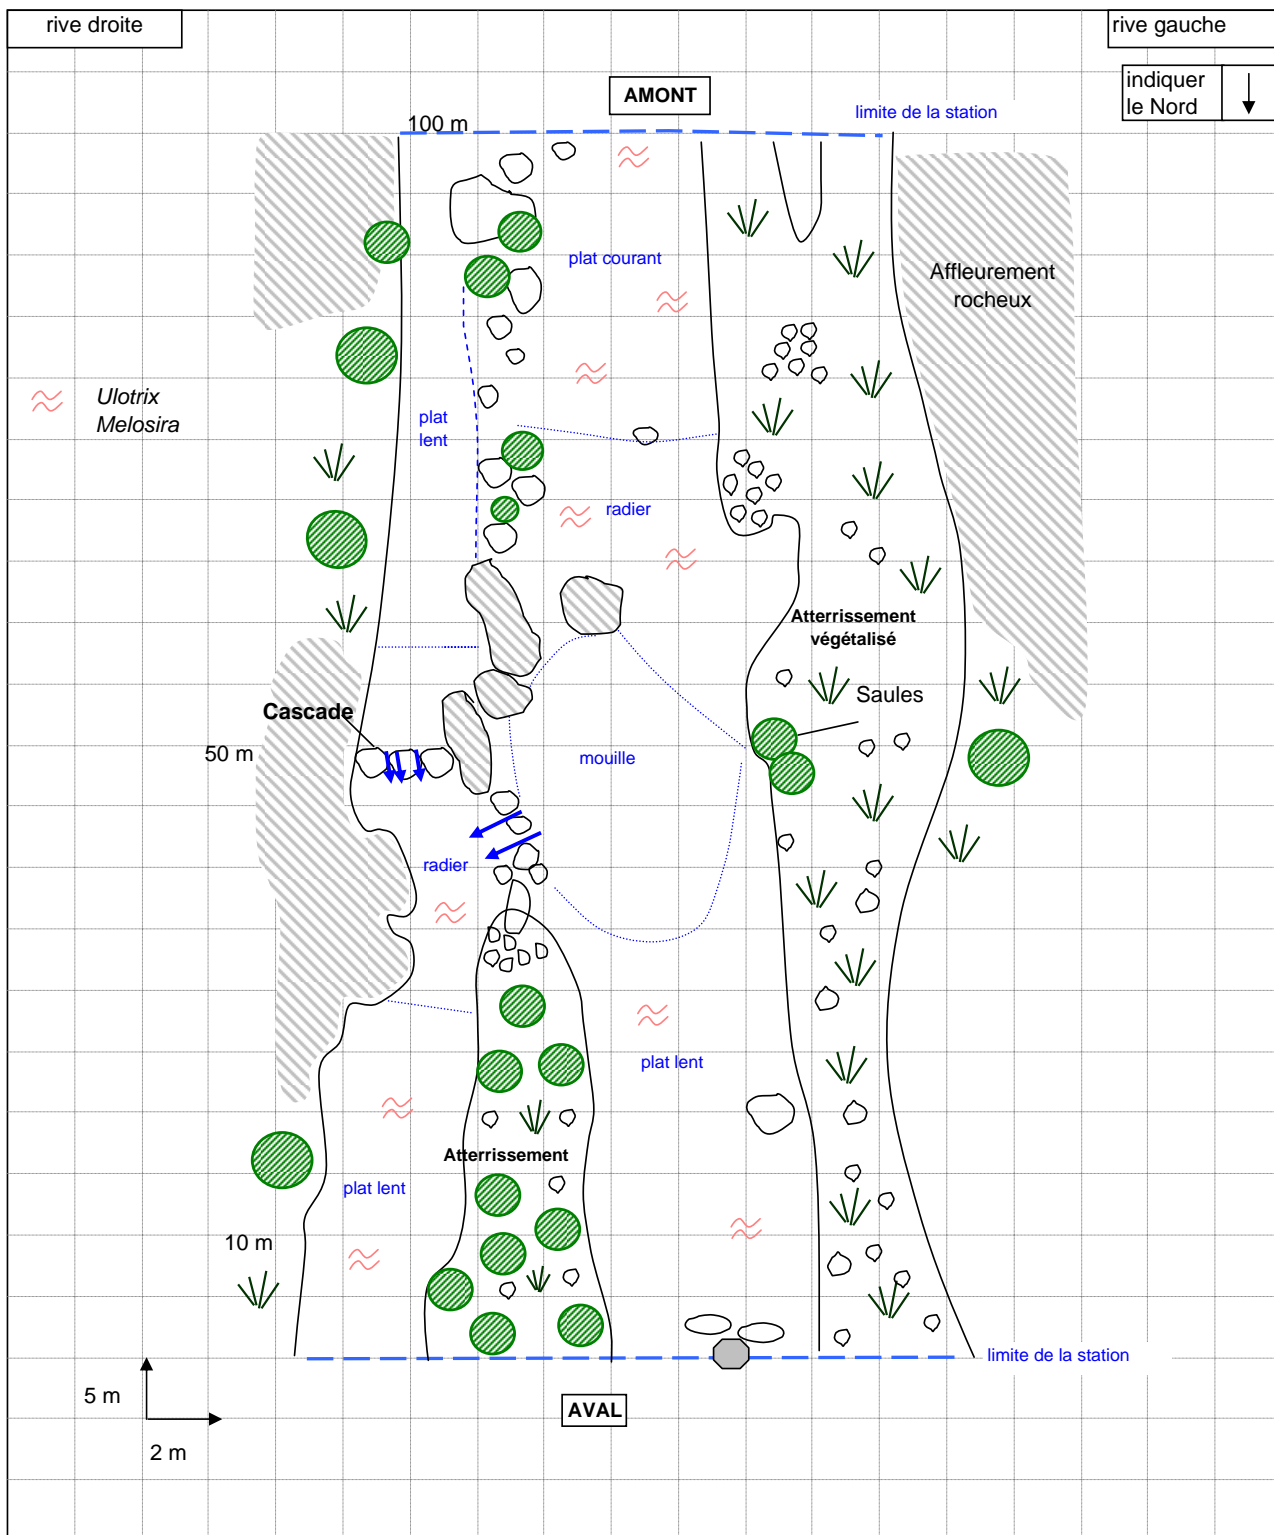 rive droite
rive gauche
indiquer
le Nord
AMONT
limite de la station
100 m
plat courant
Affleurement
rocheux
Ulotrix
Melosira
plat
lent
radier
Atterrissement
végétalisé
Saules
Cascade
50 m
mouille
radier
plat lent
Atterrissement
plat lent
10 m
limite de la station
5 m
AVAL
2 m